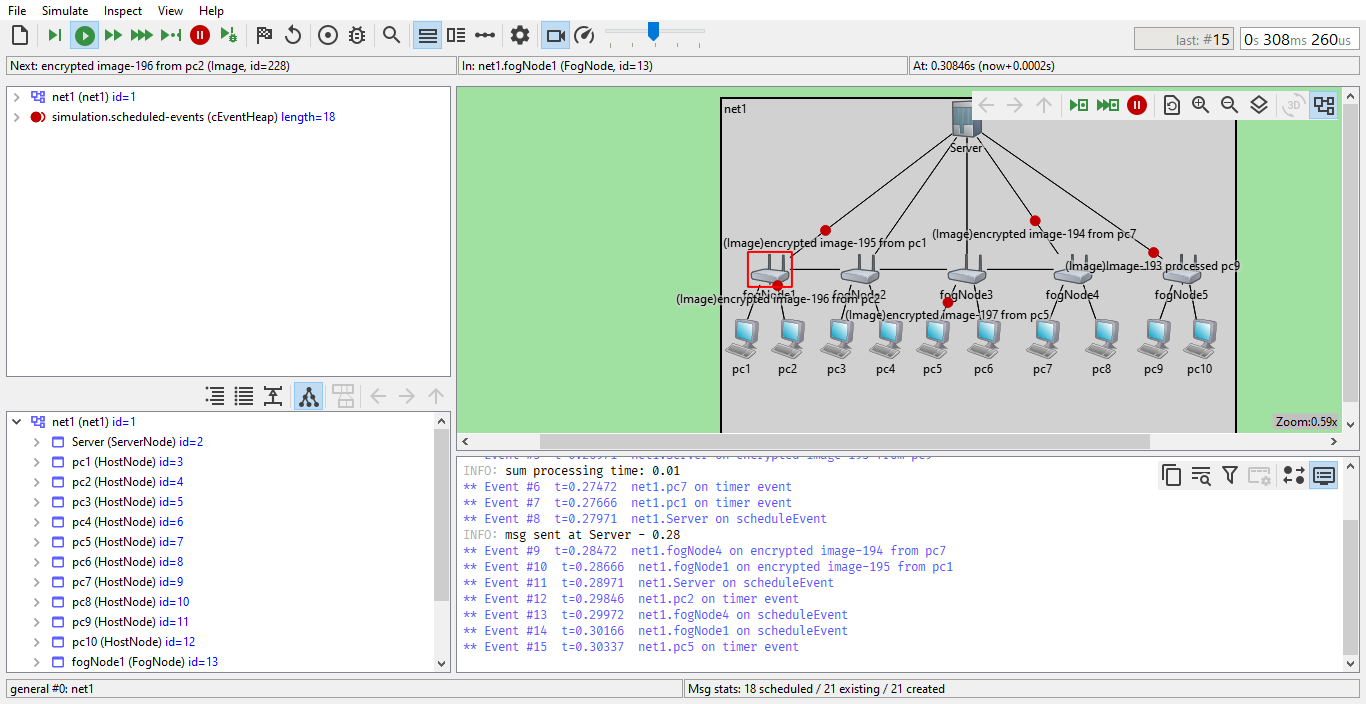 File Simulate Inspect View Help
last: #15 0s 308ms 260us
Next: encrypted image-196 from pc2 (Image, id=228) In: net1.fogNode1 (FogNode, id=13) At: 0.30846s (now+0.0002s)
net1 (net1) id=1
simulation.scheduled-events (cEventHeap) length=18
net1 (net1) id=1
Server (ServerNode) id=2
pc1 (HostNode) id=3
pc2 (HostNode) id=4
pc3 (HostNode) id=5
pc4 (HostNode) id=6
pc5 (HostNode) id=7
pc6 (HostNode) id=8
pc7 (HostNode) id=9
pc8 (HostNode) id=10
pc9 (HostNode) id=11
pc10 (HostNode) id=12
fogNode1 (FogNode) id=13
net1
3D
Server
(Image)encrypted image-194 from pc7
(Image)encrypted image-195 from pc1
(Image)Image-193 processed pc9
fogNode1 fogNode2 fogNode3 fogNode4 fogNode5
(Image)encrypted image-196 from pc2
(Image)encrypted image-197 from pc5
pc1 pc2 pc3 pc4 pc5 pc6 pc7 pc8 pc9 pc10
Zoom:0.59x
** Event #5 t=0.26971 net1.Server on encrypted image-193 from pc9
INFO: sum processing time: 0.01
** Event #6 t=0.27472 net1.pc7 on timer event
** Event #7 t=0.27666 net1.pc1 on timer event
** Event #8 t=0.27971 net1.Server on scheduleEvent
INFO: msg sent at Server - 0.28
** Event #9 t=0.28472 net1.fogNode4 on encrypted image-194 from pc7
** Event #10 t=0.28666 net1.fogNode1 on encrypted image-195 from pc1
** Event #11 t=0.28971 net1.Server on scheduleEvent
** Event #12 t=0.29846 net1.pc2 on timer event
** Event #13 t=0.29972 net1.fogNode4 on scheduleEvent
** Event #14 t=0.30166 net1.fogNode1 on scheduleEvent
** Event #15 t=0.30337 net1.pc5 on timer event
general #0: net1 Msg stats: 18 scheduled / 21 existing / 21 created